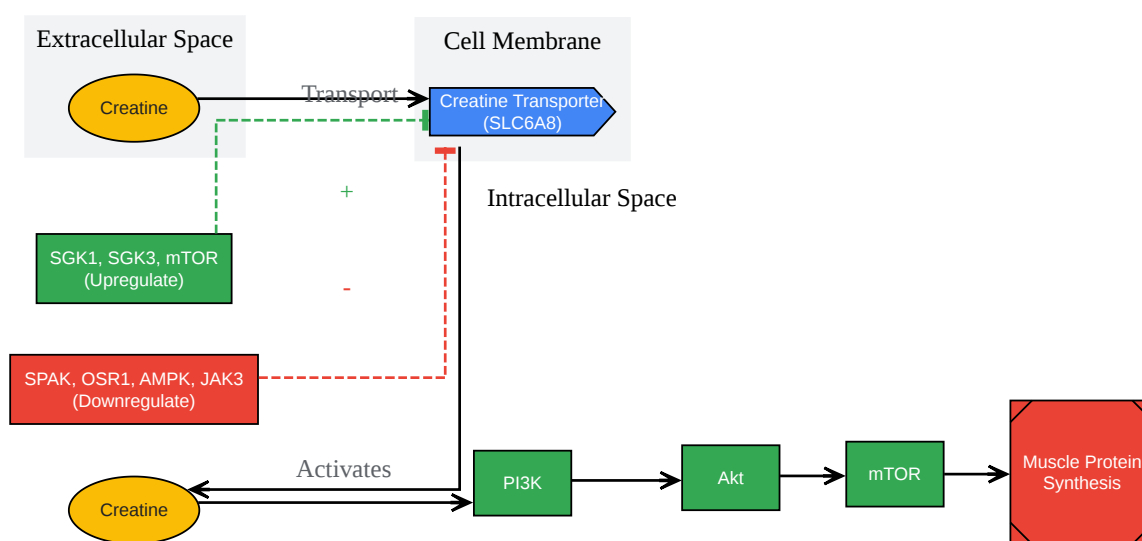 Extracellular Space
Cell Membrane
Creatine
Transport
Creatine Transporter
(SLC6A8)
+
Intracellular Space
SGK1, SGK3, mTOR
(Upregulate)
-
SPAK, OSR1, AMPK, JAK3
(Downregulate)
Activates
Creatine
PI3K
Akt
mTOR
Muscle Protein
Synthesis